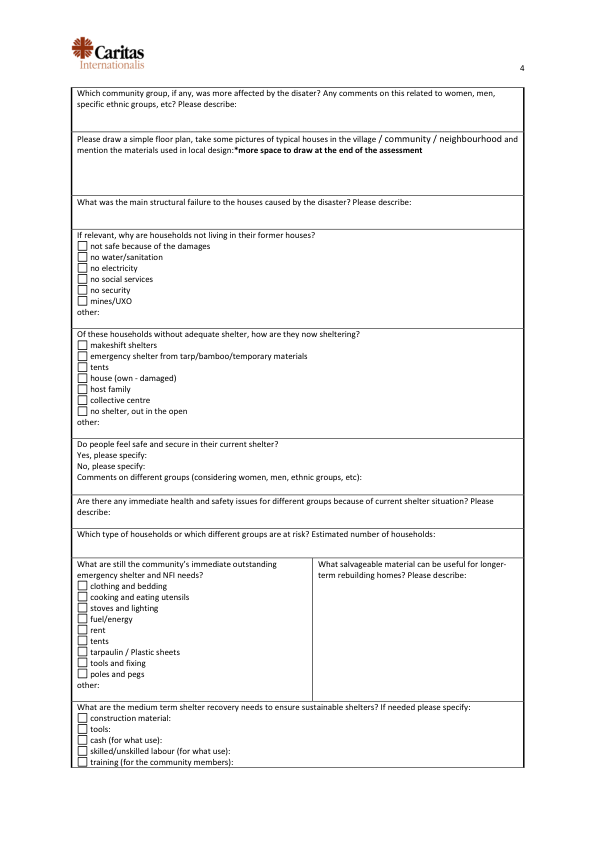 Caritas
Internationalis
4
Which community group, if any, was more affected by the disater? Any comments on this related to women, men,
specific ethnic groups, etc? Please describe:
Please draw a simple floor plan, take some pictures of typical houses in the village / community / neighbourhood and
mention the materials used in local design:*more space to draw at the end of the assessment
What was the main structural failure to the houses caused by the disaster? Please describe:
If relevant, why are households not living in their former houses?
not safe because of the damages
no water/sanitation
no electricity
no social services
no security
mines/UXO
other:
Of these households without adequate shelter, how are they now sheltering?
makeshift shelters
emergency shelter from tarp/bamboo/temporary materials
tents
house (own - damaged)
host family
collective centre
no shelter, out in the open
other:
Do people feel safe and secure in their current shelter?
Yes, please specify:
No, please specify:
Comments on different groups (considering women, men, ethnic groups, etc):
Are there any immediate health and safety issues for different groups because of current shelter situation? Please
describe:
Which type of households or which different groups are at risk? Estimated number of households:
What are still the community's immediate outstanding
emergency shelter and NFI needs?
clothing and bedding
cooking and eating utensils
stoves and lighting
fuel/energy
rent
tents
tarpaulin / Plastic sheets
tools and fixing
poles and pegs
other:
What salvageable material can be useful for longer-
term rebuilding homes? Please describe:
What are the medium term shelter recovery needs to ensure sustainable shelters? If needed please specify:
construction material:
tools:
cash (for what use):
skilled/unskilled labour (for what use):
training (for the community members):